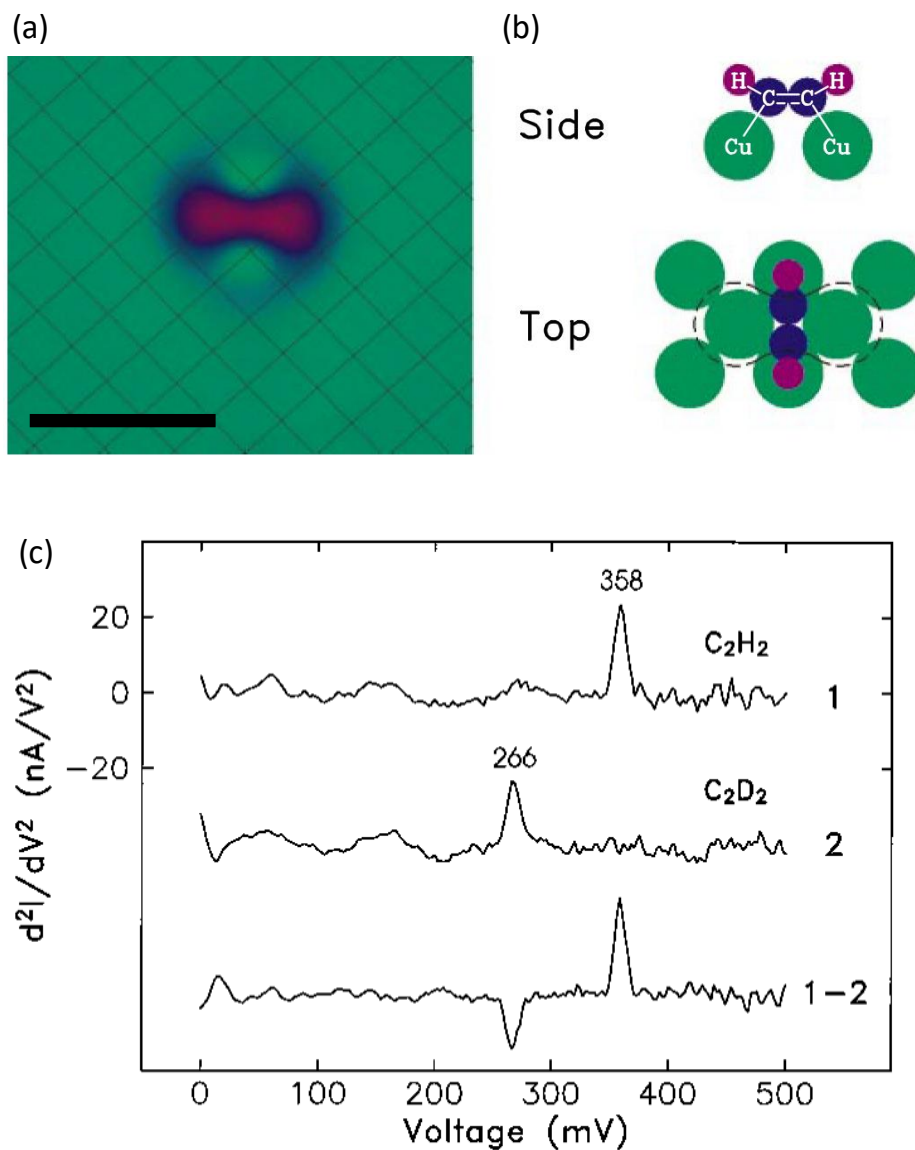 (a)
(b)
Side
H H
C=C
Cu Cu
Top
(c)
d²I/dV² (nA/V²)
20
0
−20
358
C₂H₂
1
266
C₂D₂
2
1−2
0 100 200 300 400 500
Voltage (mV)